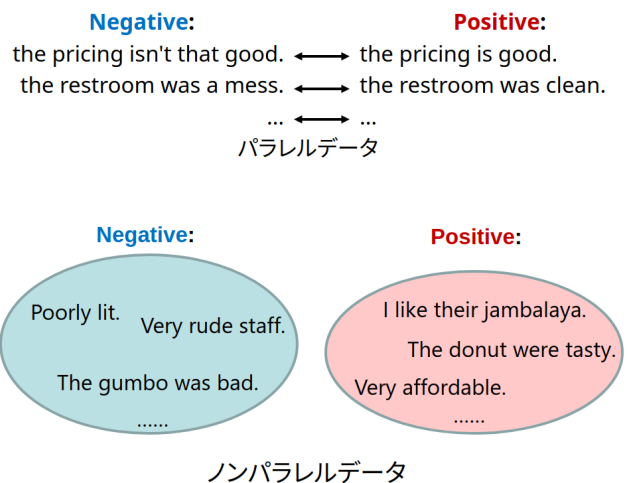 Negative: Positive:
the pricing isn't that good. the pricing is good.
the restroom was a mess. the restroom was clean.
... ...
パラレルデータ
Negative: Positive:
Poorly lit.
Very rude staff.
The gumbo was bad.
......
I like their jambalaya.
The donut were tasty.
Very affordable.
......
ノンパラレルデータ